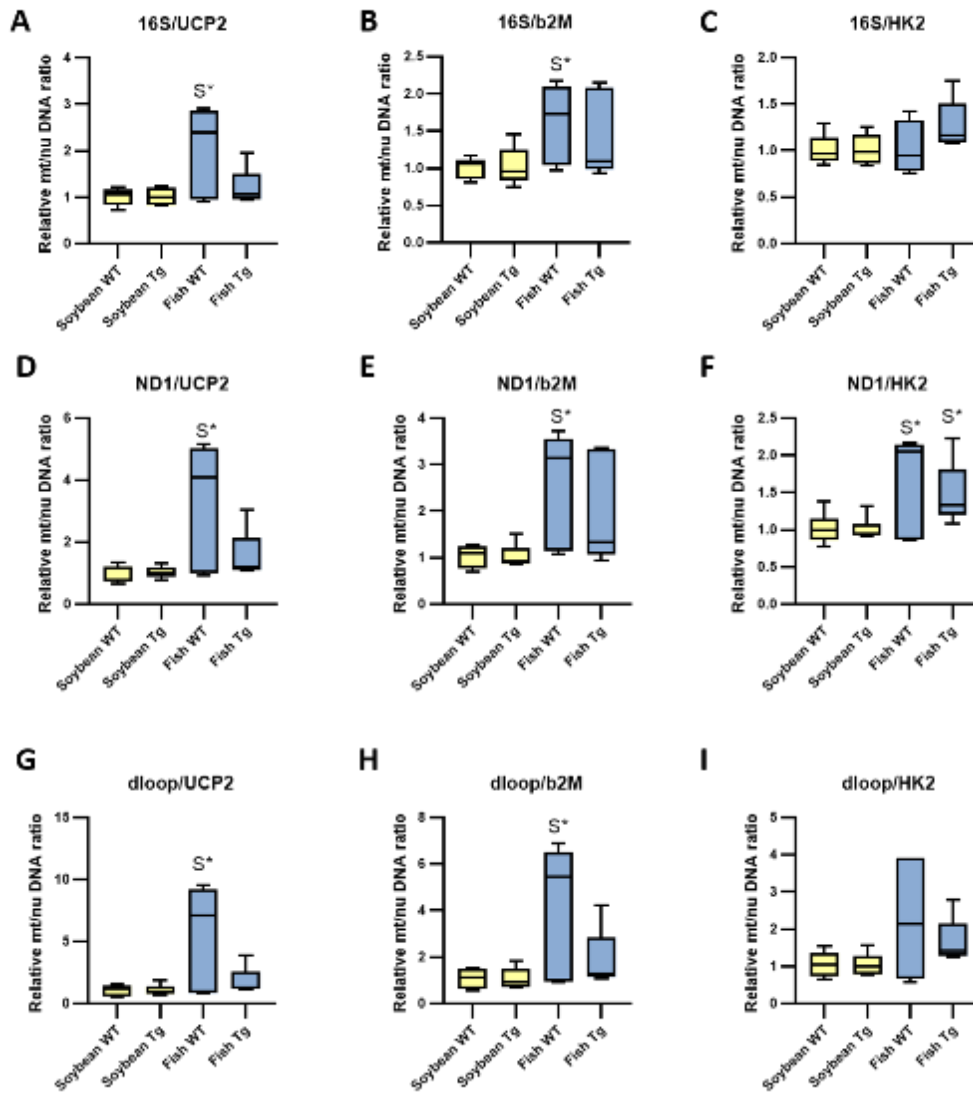 A
16S/UCP2
Relative mt/nu DNA ratio
4
3
2
1
0
S*
Soybean WT
Soybean Tg
Fish WT
Fish Tg
B
16S/b2M
Relative mt/nu DNA ratio
2.5
2.0
1.5
1.0
0.5
0.0
S*
Soybean WT
Soybean Tg
Fish WT
Fish Tg
C
16S/HK2
Relative mt/nu DNA ratio
2.0
1.5
1.0
0.5
0.0
Soybean WT
Soybean Tg
Fish WT
Fish Tg
D
ND1/UCP2
Relative mt/nu DNA ratio
6
4
2
0
S*
Soybean WT
Soybean Tg
Fish WT
Fish Tg
E
ND1/b2M
Relative mt/nu DNA ratio
4
3
2
1
0
S*
Soybean WT
Soybean Tg
Fish WT
Fish Tg
F
ND1/HK2
Relative mt/nu DNA ratio
2.5
2.0
1.5
1.0
0.5
0.0
S*
S*
Soybean WT
Soybean Tg
Fish WT
Fish Tg
G
dloop/UCP2
Relative mt/nu DNA ratio
15
10
5
0
S*
Soybean WT
Soybean Tg
Fish WT
Fish Tg
H
dloop/b2M
Relative mt/nu DNA ratio
8
6
4
2
0
S*
Soybean WT
Soybean Tg
Fish WT
Fish Tg
I
dloop/HK2
Relative mt/nu DNA ratio
5
4
3
2
1
0
Soybean WT
Soybean Tg
Fish WT
Fish Tg